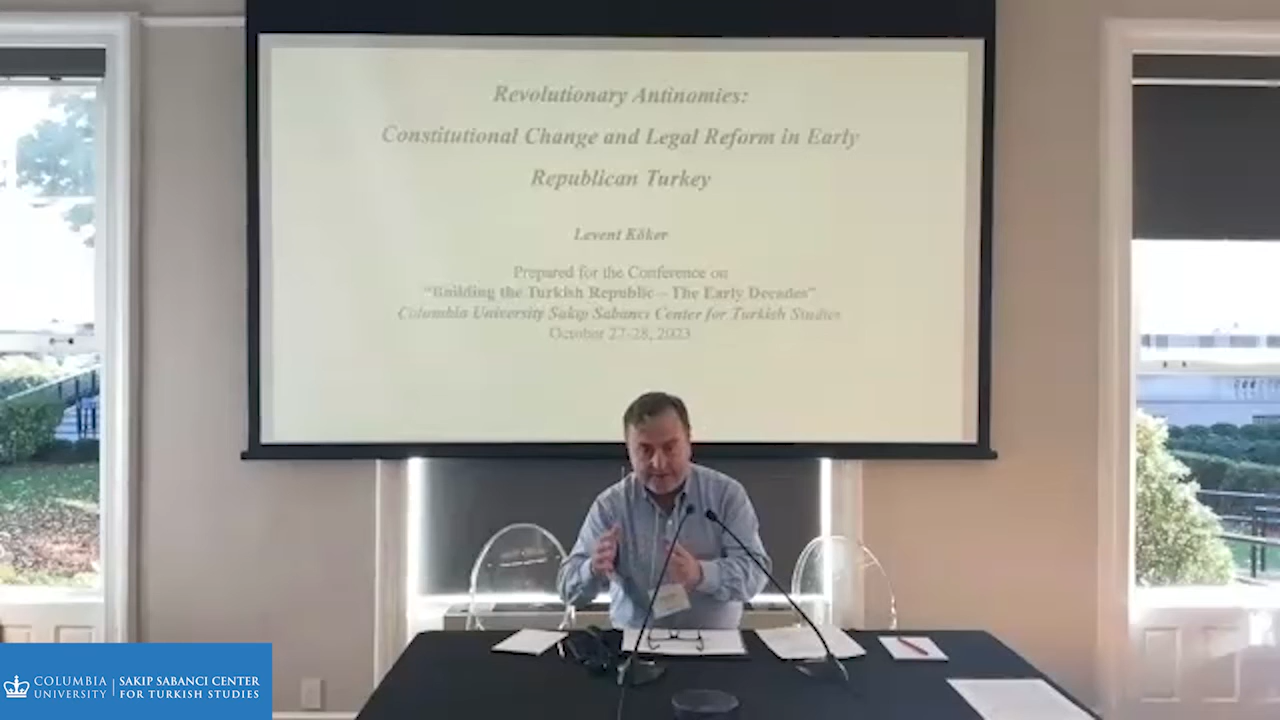 Revolutionary Antinomies:
Constitutional Change and Legal Reform in Early
Republican Turkey
Levent Köker
Prepared for the Conference on
“Building the Turkish Republic – The Early Decades”
Columbia University Sakıp Sabancı Center for Turkish Studies
October 27-28, 2023
COLUMBIA
UNIVERSITY
SAKIP SABANCI CENTER
FOR TURKISH STUDIES